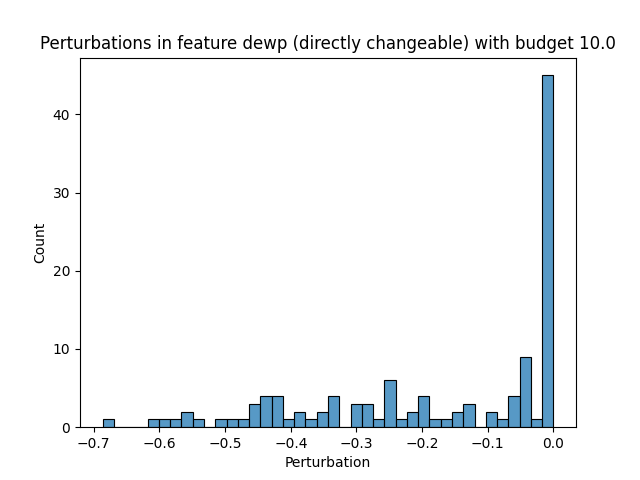 Perturbations in feature dewp (directly changeable) with budget 10.0
Count
40
30
20
10
0
−0.7 −0.6 −0.5 −0.4 −0.3 −0.2 −0.1 0.0
Perturbation